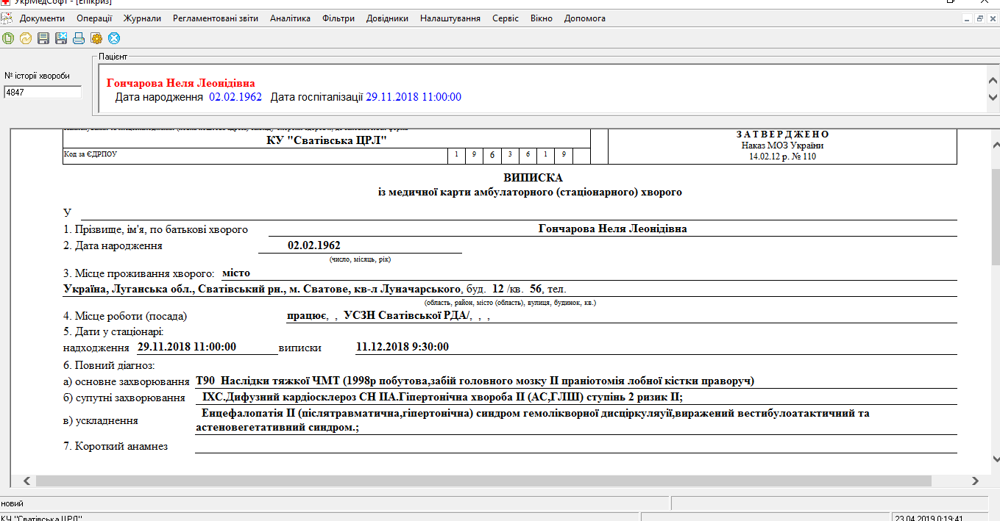 УкрМедСофт - [Епікриз]
Документи Операції Журнали Регламентовані звіти Аналітика Фільтри Довідники Налаштування Сервіс Вікно Допомога
Пацієнт
№ історії хвороби
4847
Гончарова Неля Леонідівна
Дата народження 02.02.1962 Дата госпіталізації 29.11.2018 11:00:00
КУ "Сватівська ЦРЛ"
Код за ЄДРПОУ 1 9 6 3 6 1 9
ЗАТВЕРДЖЕНО
Наказ МОЗ України
14.02.12 р. № 110
ВИПИСКА
із медичної карти амбулаторного (стаціонарного) хворого
У
1. Прізвище, ім'я, по батькові хворого Гончарова Неля Леонідівна
2. Дата народження 02.02.1962
(число, місяць, рік)
3. Місце проживання хворого: місто
Україна, Луганська обл., Сватівський рн., м. Сватове, кв-л Луначарського, буд. 12 /кв. 56, тел.
(область, район, місто (область), вулиця, будинок, кв.)
4. Місце роботи (посада) працює, , УСЗН Сватівської РДА/, , ,
5. Дати у стаціонарі:
надходження 29.11.2018 11:00:00 виписки 11.12.2018 9:30:00
6. Повний діагноз:
а) основне захворювання Т90 Наслідки тяжкої ЧМТ (1998р побутова,забій головного мозку ІІ праніотомія лобної кістки праворуч)
б) супутні захворювання ІХС.Дифузний кардіосклероз СН ІІА.Гіпертонічна хвороба ІІ (АС,ГЛШ) ступінь 2 ризик ІІ;
в) ускладнення Енцефалопатія ІІ (післятравматична,гіпертонічна) синдром гемолікворної дисціркуляуії,виражений вестибулоатактичний та
астеновегетативний синдром.;
7. Короткий анамнез
новий
КУ "Сватівська ЦРЛ" 23.04.2019 0:19:41